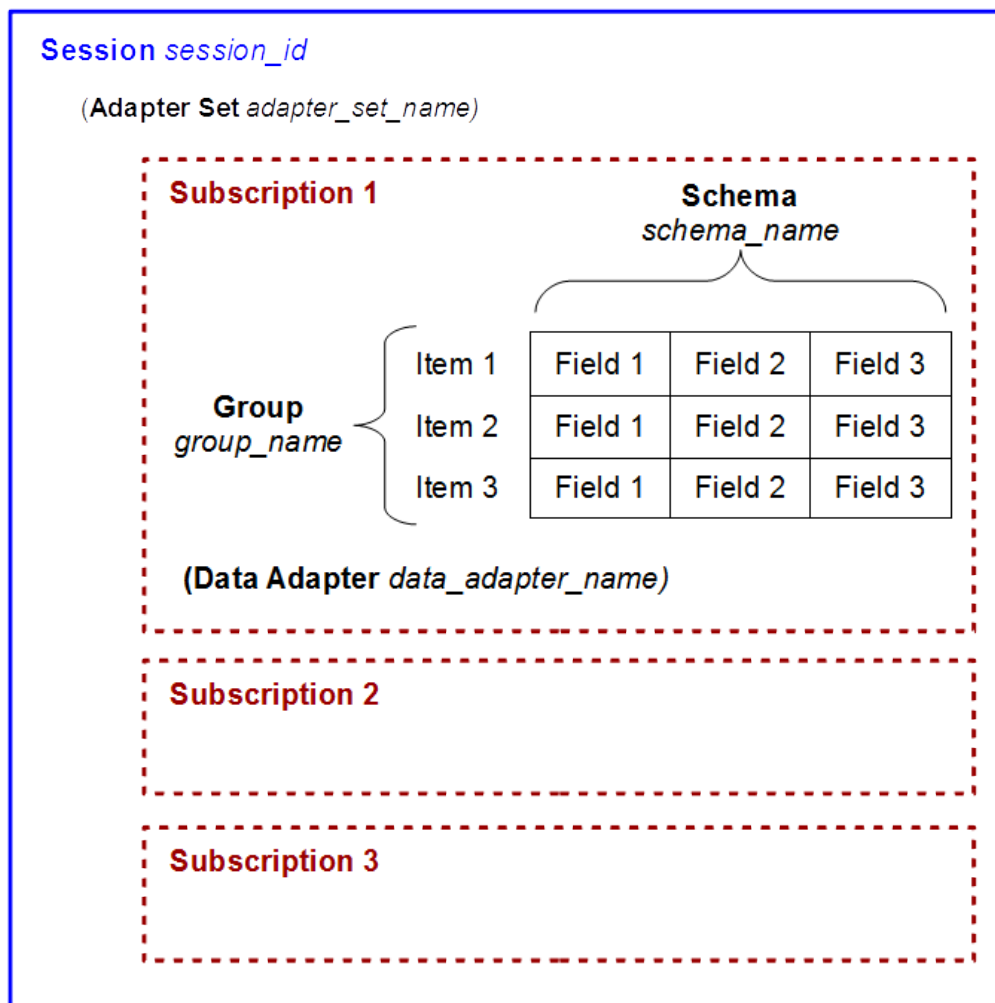 Session session_id
(Adapter Set adapter_set_name)
Subscription 1
Schema
schema_name
Group
group_name
Item 1 Field 1 Field 2 Field 3
Item 2 Field 1 Field 2 Field 3
Item 3 Field 1 Field 2 Field 3
(Data Adapter data_adapter_name)
Subscription 2
Subscription 3